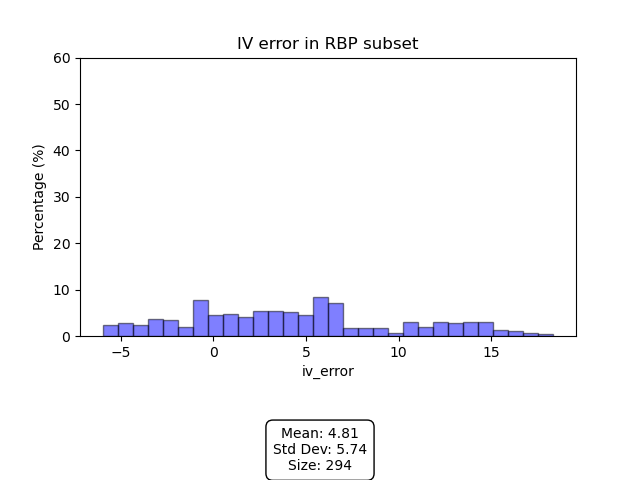 IV error in RBP subset
60
50
40
30
20
10
0
Percentage (%)
−5
0
5
10
15
iv_error
Mean: 4.81
Std Dev: 5.74
Size: 294